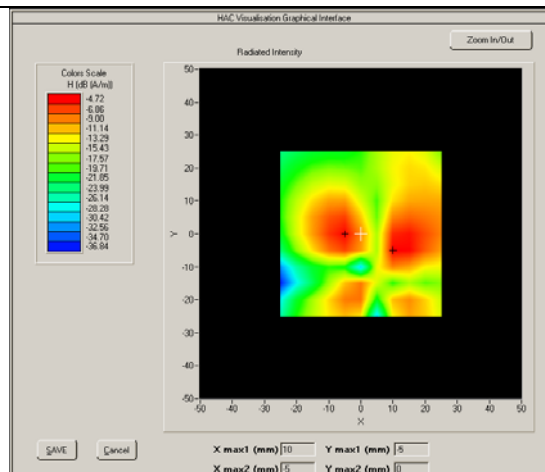 HAC Visualisation Graphical Interface
Zoom In/Out
Radiated Intensity
Colors Scale
H [dB (A/m)]
-4.72
-6.86
-9.00
-11.14
-13.29
-15.43
-17.57
-19.71
-21.85
-23.99
-26.14
-28.28
-30.42
-32.56
-34.70
-36.84
50
40
30
20
10
0
-10
-20
-30
-40
-50
Y
-50 -40 -30 -20 -10 0 10 20 30 40 50
X
SAVE Cancel
X max1 (mm) 10 Y max1 (mm) -5
X max2 (mm) -5 Y max2 (mm) 0